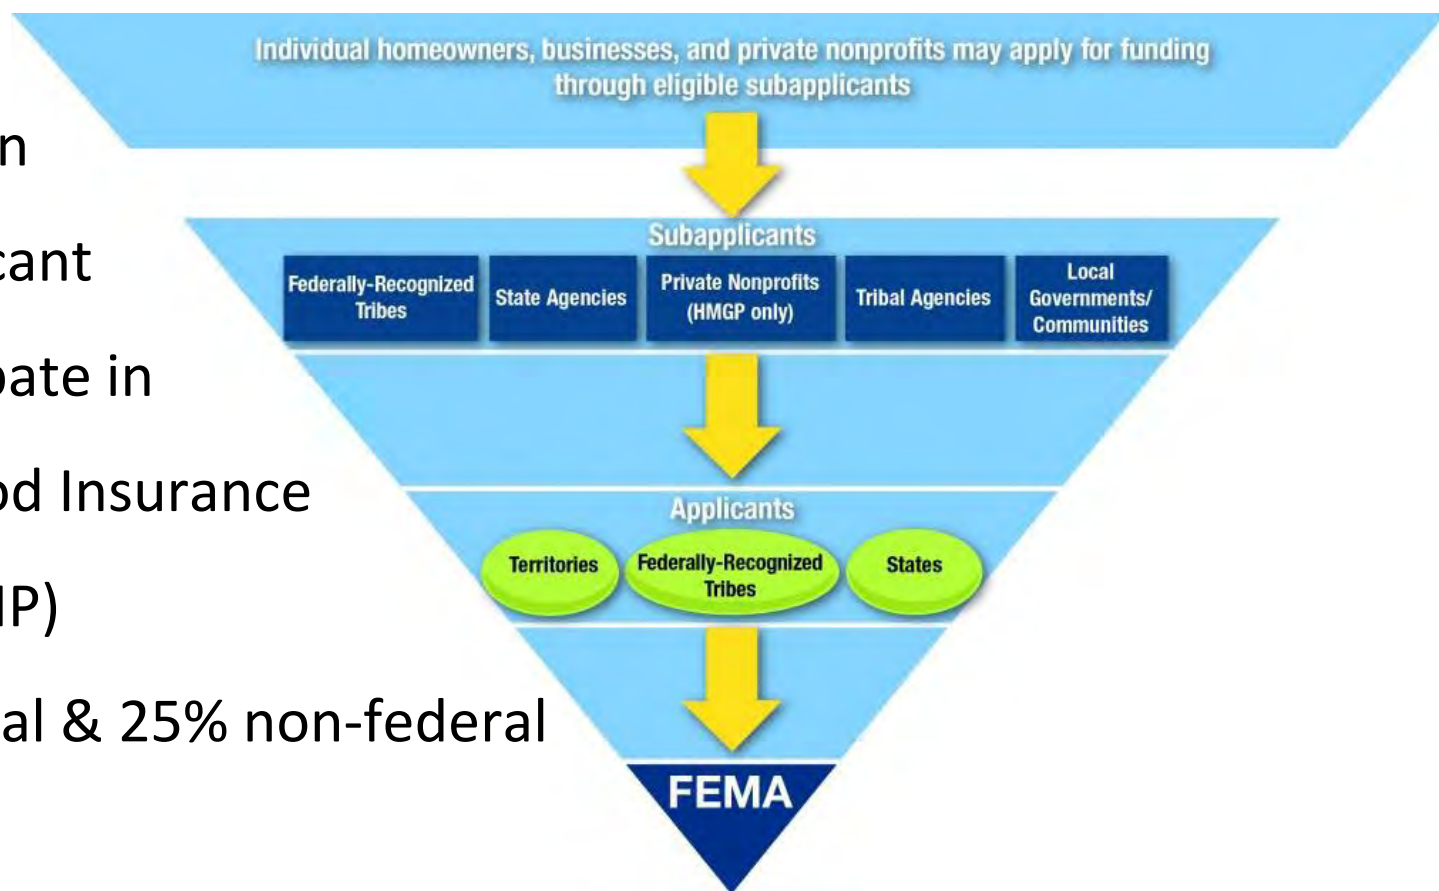 Individual homeowners, businesses, and private nonprofits may apply for funding
through eligible subapplicants
n
cant
pate in
od Insurance
IP)
al & 25% non-federal
Subapplicants
Federally-Recognized
Tribes
State Agencies
Private Nonprofits
(HMGP only)
Tribal Agencies
Local
Governments/
Communities
Applicants
Territories
Federally-Recognized
Tribes
States
FEMA